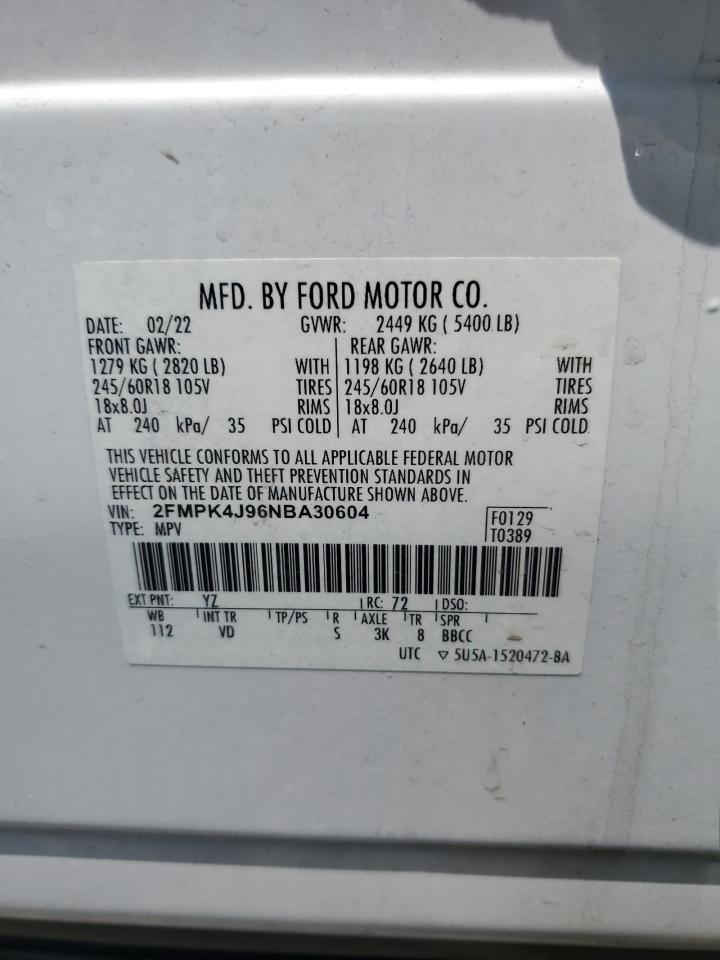 MFD. BY FORD MOTOR CO.
DATE: 02/22 GVWR: 2449 KG ( 5400 LB)
FRONT GAWR: REAR GAWR:
1279 KG ( 2820 LB) WITH 1198 KG ( 2640 LB) WITH
245/60R18 105V TIRES 245/60R18 105V TIRES
18x8.0J RIMS 18x8.0J RIMS
AT 240 kPa/ 35 PSI COLD AT 240 kPa/ 35 PSI COLD
THIS VEHICLE CONFORMS TO ALL APPLICABLE FEDERAL MOTOR
VEHICLE SAFETY AND THEFT PREVENTION STANDARDS IN
EFFECT ON THE DATE OF MANUFACTURE SHOWN ABOVE.
VIN: 2FMPK4J96NBA30604 F0129
TYPE: MPV T0389
EXT PNT: YZ RC: 72 DSO:
WB INT TR TP/PS R AXLE TR SPR
112 VD S 3K 8 BBCC
UTC ▽ 5U5A-1520472-BA